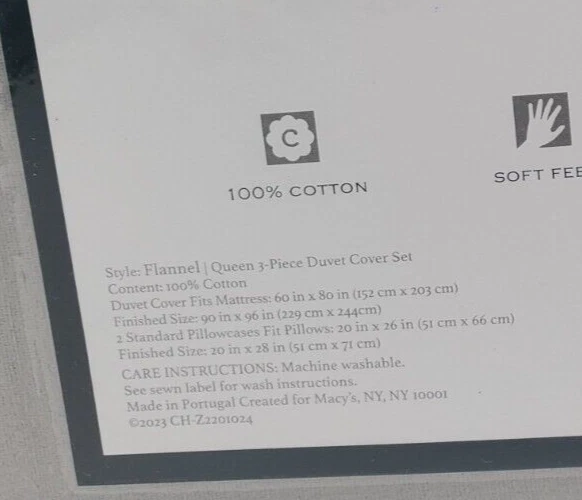 C
100% COTTON
SOFT FEE
Style: Flannel | Queen 3-Piece Duvet Cover Set
Content: 100% Cotton
Duvet Cover Fits Mattress: 60 in x 80 in (152 cm x 203 cm)
Finished Size: 90 in x 96 in (229 cm x 244cm)
2 Standard Pillowcases Fit Pillows: 20 in x 26 in (51 cm x 66 cm)
Finished Size: 20 in x 28 in (51 cm x 71 cm)
CARE INSTRUCTIONS: Machine washable.
See sewn label for wash instructions.
Made in Portugal Created for Macy's, NY, NY 10001
©2023 CH-Z2201024